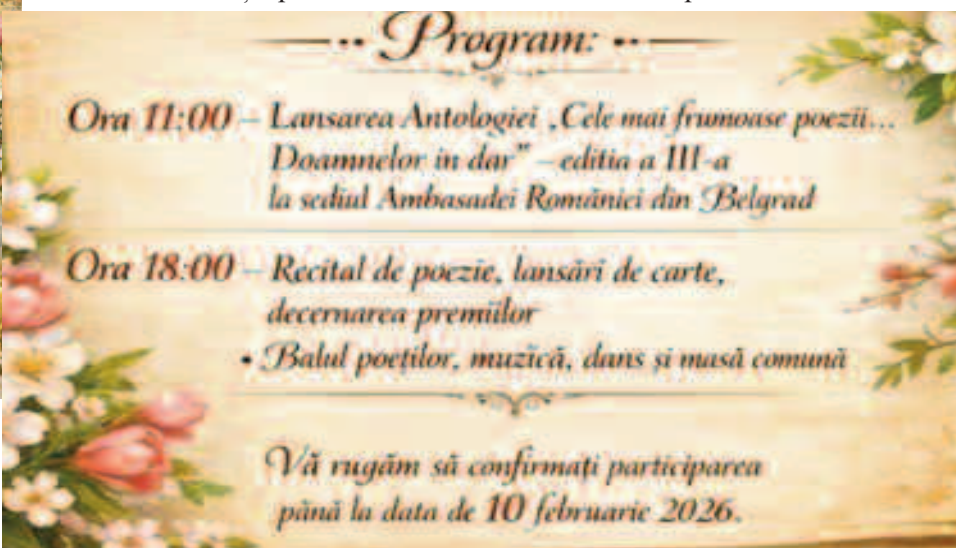 Program:
Ora 11:00 – Lansarea Antologiei „Cele mai frumoase poezii...
Doamnelor in dar” – editia a III-a
la sediul Ambasadei României din Belgrad
Ora 18:00 – Recital de poezie, lansări de carte,
decernarea premiilor
• Balul poeților, muzică, dans și masă comună
Vă rugăm să confirmați participarea
până la data de 10 februarie 2026.